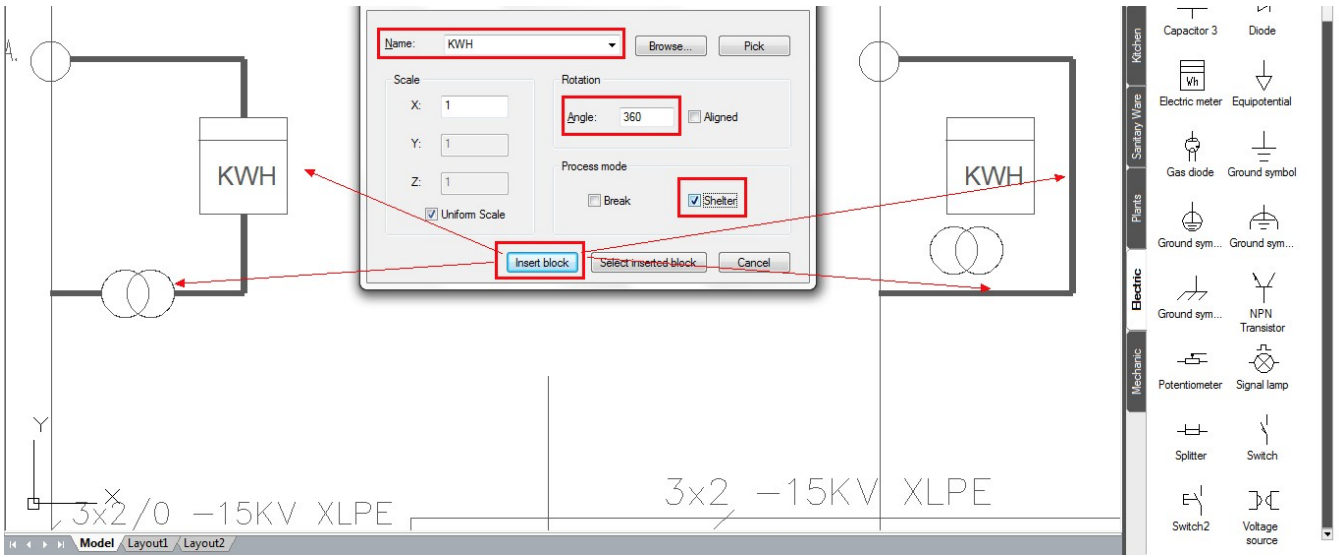 A.
KWH
3x2/0 -15KV XLPE
Name:
KWH
Browse...
Pick
Scale
X:
1
Y:
1
Z:
1
Uniform Scale
Rotation
Angle:
360
Aligned
Process mode
Break
Shelter
Insert block
Select inserted block
Cancel
KWH
3x2 -15KV XLPE
Y
X
Model
Layout1
Layout2
Kitchen
Sanitary Ware
Plants
Electric
Mechanic
Capacitor 3
Diode
Wh
Electric meter
Equipotential
Gas diode
Ground symbol
Ground sym...
Ground sym...
Ground sym...
NPN
Transistor
Potentiometer
Signal lamp
Splitter
Switch
Switch2
Voltage
source